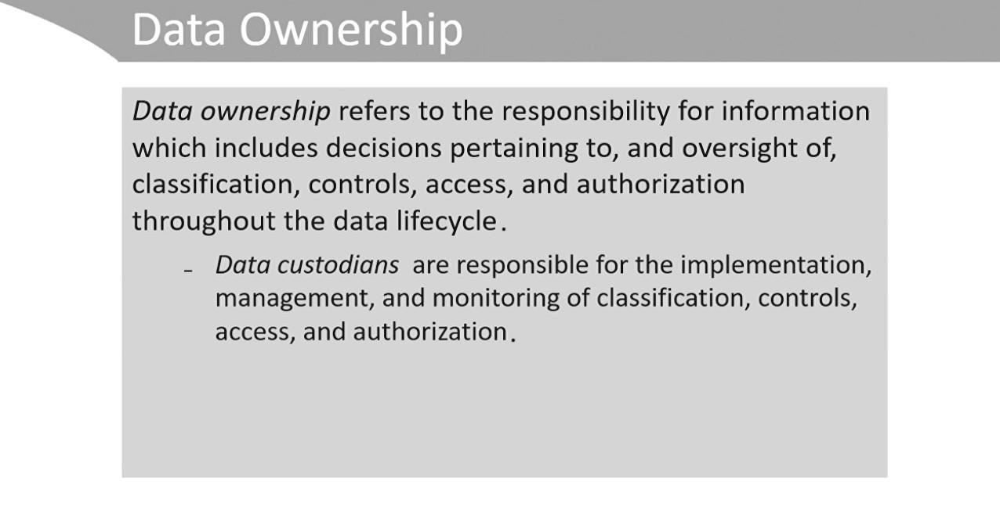 Data Ownership
Data ownership refers to the responsibility for information
which includes decisions pertaining to, and oversight of,
classification, controls, access, and authorization
throughout the data lifecycle.
- Data custodians are responsible for the implementation,
management, and monitoring of classification, controls,
access, and authorization.